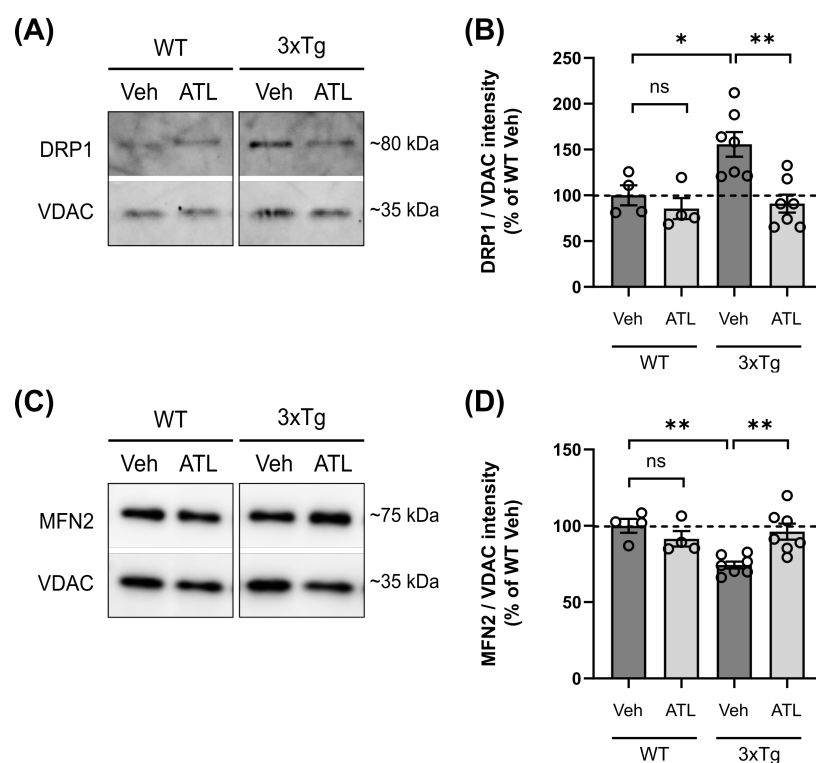 (A)
WT 3xTg
Veh ATL Veh ATL
DRP1 ~80 kDa
VDAC ~35 kDa
(B)
DRP1 / VDAC intensity
(% of WT Veh)
250
200
150
100
50
0
* **
ns
Veh ATL Veh ATL
WT 3xTg
(C)
WT 3xTg
Veh ATL Veh ATL
MFN2 ~75 kDa
VDAC ~35 kDa
(D)
MFN2 / VDAC intensity
(% of WT Veh)
150
100
50
0
** **
ns
Veh ATL Veh ATL
WT 3xTg